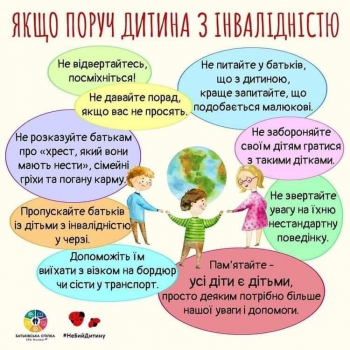 ЯКЩО ПОРУЧ ДИТИНА З ІНВАЛІДНІСТЮ
Не відвертайтесь,
посміхніться!
Не питайте у батьків,
що з дитиною,
краще запитайте, що
подобається малюкові.
Не давайте порад,
якщо вас не просять.
Не розказуйте батькам
про «хрест, який вони
мають нести», сімейні
гріхи та погану карму.
Не забороняйте
своїм дітям гратися
з такими дітками.
Пропускайте батьків
із дітьми з інвалідністю
у черзі.
Не звертайте
увагу на їхню
нестандартну
поведінку.
Допоможіть їм
виїхати з візком на бордюр
чи сісти у транспорт.
Пам'ятайте -
усі діти є дітьми,
просто деяким потрібно більше
нашої уваги і допомоги.
БАТЬКІВСЬКА СПІЛКА
#НеБийДитину